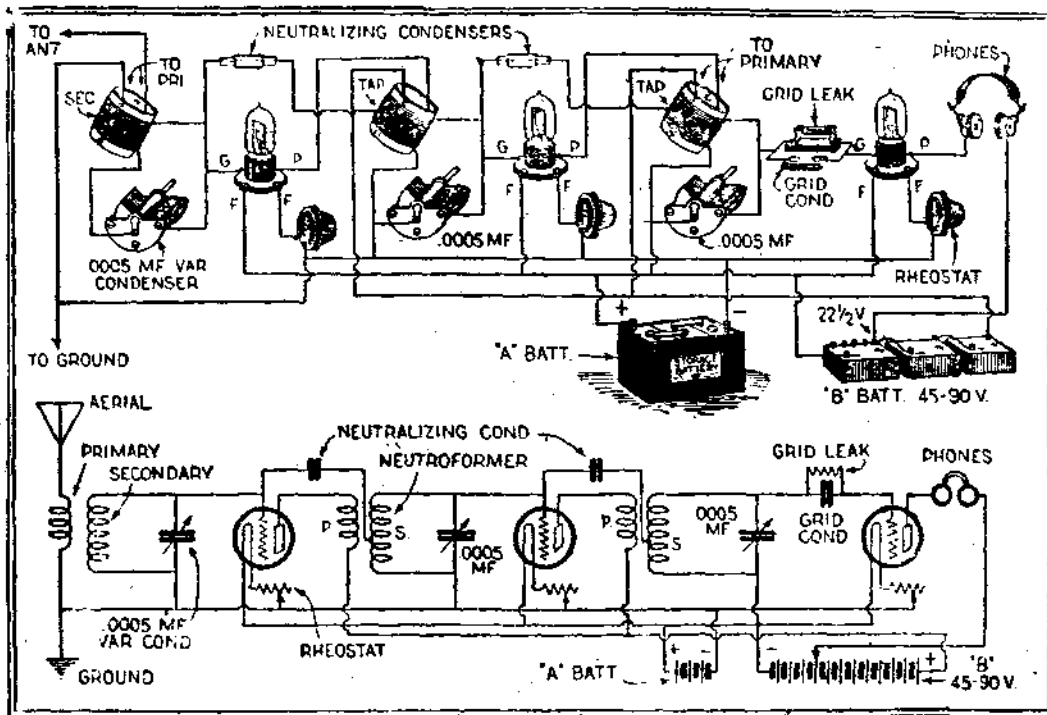 TO
ANT
NEUTRALIZING CONDENSERS
TO
PRI
SEC
TAP
TO
PRIMARY
TAP
PHONES
GRID LEAK
G
P
G
P
G
P
GRID
COND
F
F
F
F
F
F
.0005 MF VAR
CONDENSER
.0005 MF
.0005 MF
RHEOSTAT
TO GROUND
+
-
"A" BATT.
STORAGE
BATTERY
22½V
"B" BATT. 45-90 V.
AERIAL
PRIMARY
SECONDARY
NEUTRALIZING COND
NEUTROFORMER
GRID LEAK
PHONES
P.
S.
.0005
MF
P.
S
.0005
MF
GRID
COND
.0005 MF
VAR COND
RHEOSTAT
GROUND
"A" BATT
+ -
-
+
"B"
45-90 V.